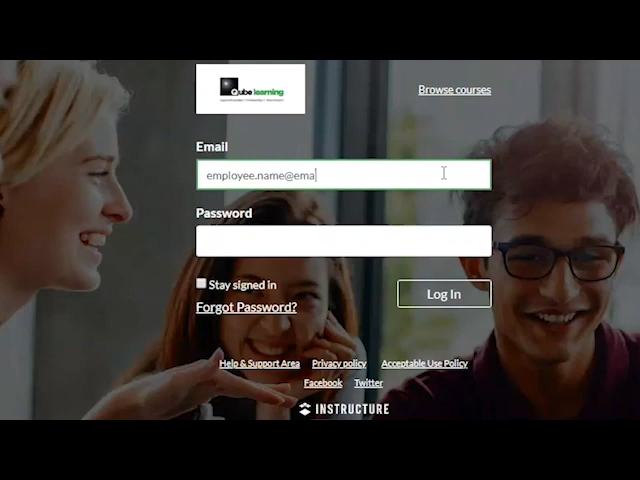 Qube learning
Browse courses
Email
employee.name@ema
Password
Stay signed in
Log In
Forgot Password?
Help & Support Area Privacy policy Acceptable Use Policy
Facebook Twitter
INSTRUCTURE